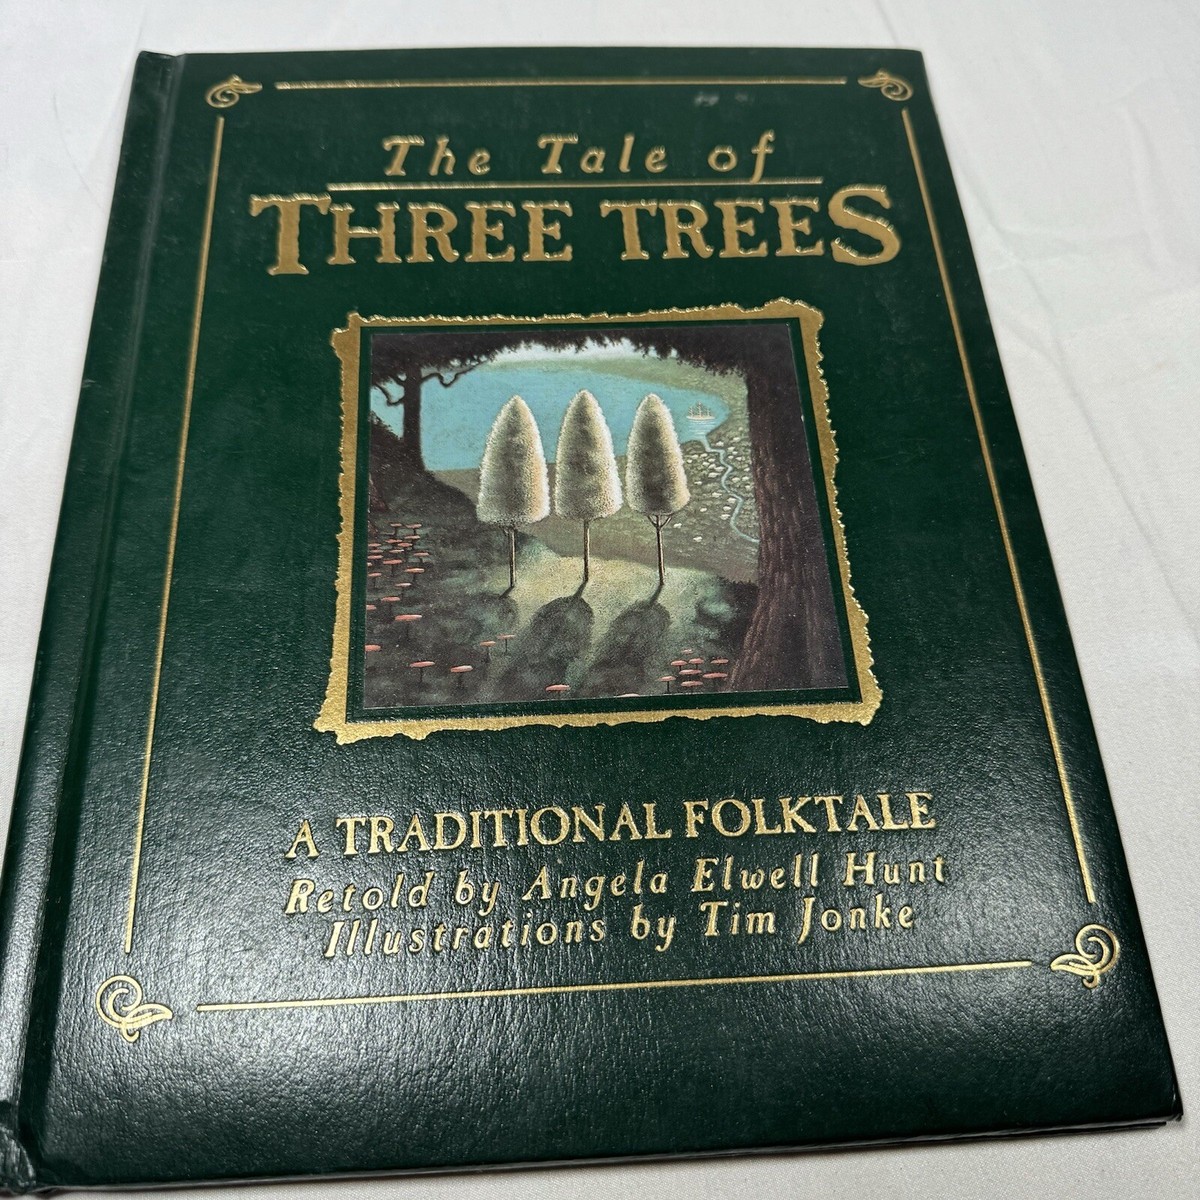 The Tale of
THREE TREES
A TRADITIONAL FOLKTALE
Retold by Angela Elwell Hunt
Illustrations by Tim Jonke